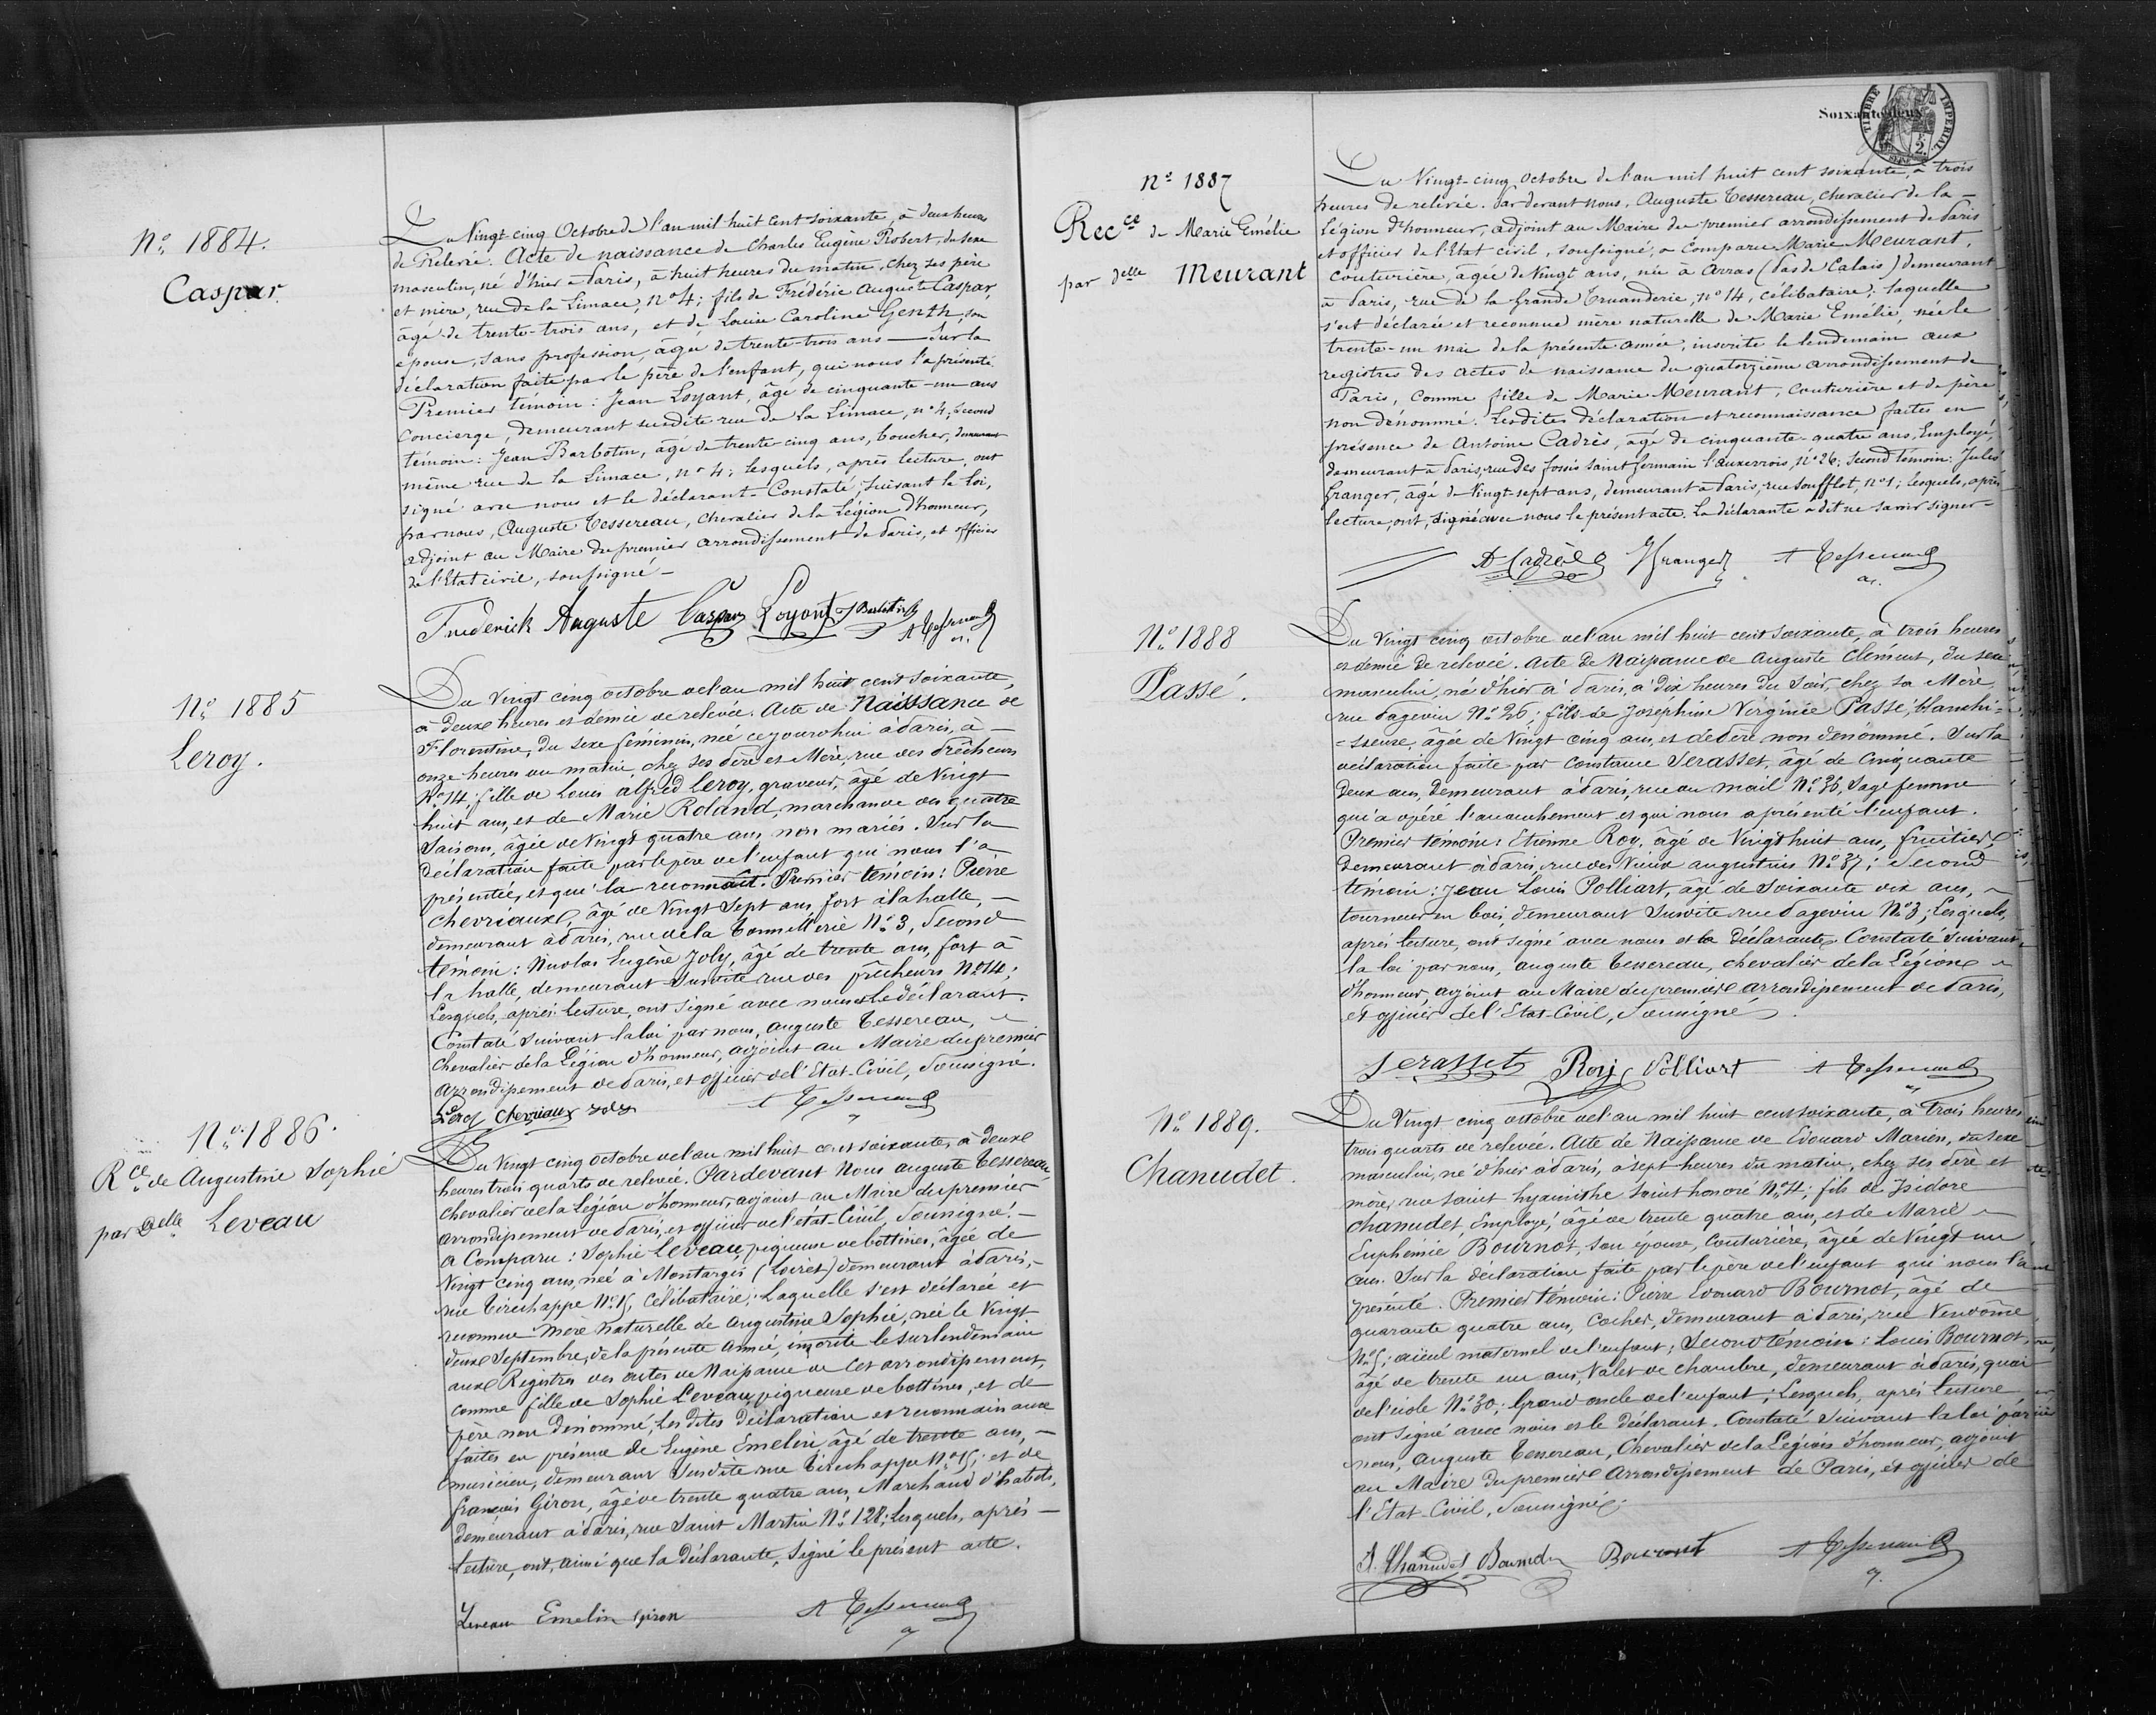 No 1884.
Caspar
Du Vingt cinq Octobre de l'an mil huit cent soixante, à deux heures
de Relevée. Acte de naissance de Charles Eugène Robert, du sexe
masculin, né d'hier à Paris, à huit heures du matin, chez ses père
et mère, rue de la Limace, no 4; fils de Frédéric Auguste Caspar,
âgé de trente-trois ans, et de Louise Caroline Genth, son
épouse, sans profession, âgée de trente-trois ans — Sur la
déclaration faite par le père de l'enfant, qui nous l'a présenté.
Premier témoin: Jean Loyant, âgé de cinquante-un ans
Concierge, demeurant susdite rue de la Limace, no 4; second
témoin: Jean Barbotin, âgé de trente cinq ans, boucher, demeurant
même rue de la Limace, no 4; lesquels, après lecture, ont
signé avec nous et le déclarant - Constaté, suivant la loi,
par nous, Auguste Tessereau, Chevalier de la Légion d'honneur,
adjoint au Maire du premier arrondissement de Paris, et officier
de l'Etat civil, soussigné -
Frederick Auguste Caspar Loyant J Barbotin A Tessereau
No 1885
Leroy.
Du Vingt cinq octobre de l'an mil huit cent soixante,
à deux heures et demie de relevée. Acte de Naissance de
Florentine, du sexe féminin, née cejourd'hui à Paris, à —
onze heures du matin, chez ses Père et Mère, rue des Prêcheurs
No 14; fille de Louis alfred Leroy, graveur, âgé de Vingt
huit ans, et de Marie Roland, marchande des quatre
Saisons, âgée de Vingt quatre ans, non mariés. Sur la
déclaration faite par le père de l'enfant qui nous l'a
présentée, et qui la reconnait. Premier témoin: Pierre
Chevriaux, âgé de Vingt Sept ans, fort à la halle, —
demeurant à Paris, rue de la Tonnellerie No 3, Second
témoin: Nicolas Eugène Joly, âgé de trente ans, fort à
la halle, demeurant Susdite rue des prêcheurs No 14;
Lesquels, après lecture, ont signé avec nous et le déclarant.
Constaté suivant la loi par nous, auguste Tessereau,
Chevalier de la Légion d'honneur, adjoint au Maire du premier
arrondissement de Paris, et officier de l'Etat-Civil, Soussigné.
Leroy Chevriaux Joly A Tessereau
No 1886.
Rce de Augustine Sophie
par Delle Leveau
Du Vingt cinq octobre de l'an mil huit cent soixante, à deux
heures trois quarts de relevée. Pardevant Nous auguste Tessereau
Chevalier de la Légion d'honneur, adjoint au Maire du premier
arrondissement de Paris, et officier de l'état-Civil, Soussigné, —
a Comparu: Sophie Leveau, piqueuse de bottines, âgée de
Vingt cinq ans, née à Montargis (Loiret) demeurant à Paris, —
rue Tirechappe No 15, Célibataire; Laquelle s'est déclarée et
reconnue mère naturelle de augustine Sophie, née le Vingt
deux Septembre, de la présente année, inscrite le surlendemain
aux Registres des actes de Naissance de cet arrondissement,
comme fille de Sophie Leveau, piqueuse de bottines, et de
père non dénommé, Les dites déclaration et reconnaissance
faites en présence de Eugène Emelin, âgé de trente ans, —
musicien, demeurant Susdite rue Tirechappe No 15; et de
françois Giron, âgé de trente quatre ans, Marchand d'habits,
demeurant à Paris, rue Saint Martin No 128; Lesquels, après —
lecture, ont, ainsi que la déclarante, Signé le présent acte.
Leveau Emelin Giron A Tessereau
Soixante deux
TIMBRE IMPERIAL
No 1887
Recce de Marie Emélie
par delle Meurant
Du Vingt-cinq Octobre de l'an mil huit cent soixante, à trois
heures de relevée. Par devant nous, Auguste Tessereau, Chevalier de la —
Légion d'honneur, adjoint au Maire du premier arrondissement de Paris
et officier de l'Etat civil, soussigné, a comparu Marie Meurant,
couturière, âgée de Vingt ans, née à Arras (Pas de Calais) demeurant
à Paris, rue de la Grande Truanderie, no 14, célibataire; laquelle
s'est déclarée et reconnue mère naturelle de Marie Emélie, née le
trente-un mai de la présente année, inscrite le lendemain aux
registres des actes de naissance du quatorzième arrondissement de
Paris, comme fille de Marie Meurant, Couturière et de père
non dénommé. Lesdites déclaration et reconnaissance faites en
présence de Antoine Cadrès, âgé de cinquante-quatre ans, Employé,
demeurant à Paris, rue des fossés Saint Germain l'auxerrois, no 26; second témoin: Jules
Granger, âgé de Vingt-sept ans, demeurant à Paris, rue Soufflot, no 1; lesquels, après
lecture, ont, signé avec nous le présent acte. La déclarante a dit ne savoir signer -
A Cadrès J Granger A Tessereau
No 1888
Passé.
Du Vingt cinq octobre de l'an mil huit cent soixante, à trois heures
et demie de relevée. Acte de Naissance de Auguste Clément, du sexe
masculin, né d'hier à Paris, à Dix heures du Soir, chez sa Mère,
rue Pagevin No 26; fils de Joséphine Virginie Passé, blanchi=
=sseuse, âgée de Vingt cinq ans, et de Père non dénommé. Sur la
déclaration faite par Constance Serasset, âgée de Cinquante
Deux ans, Demeurant à Paris, rue du mail No 36, Sage femme
qui a opéré l'accouchement et qui nous a présenté l'enfant.
Premier témoin: Etienne Roy, âgé de Vingt huit ans, fruitier,
Demeurant à Paris, rue des Vieux augustins No 37; Second
témoin: Jean Louis Polliart, âgé de Soixante dix ans,
tourneur en bois, demeurant Susdite rue Pagevin No 3; Lesquels,
après lecture, ont signé avec nous et la Déclarante. Constaté Suivant
la loi par nous, auguste Tessereau, chevalier de la Légion
d'honneur, adjoint au Maire du premier arrondissement de Paris,
et officier de l'Etat-Civil, Soussigné.
Serasset Roy Polliart A Tessereau
No 1889.
Chanudet.
Du Vingt cinq octobre de l'an mil huit cent soixante, à trois heures
trois quarts de relevée. Acte de Naissance de Edouard Marien, du sexe
masculin, né d'hier à Paris, à sept heures du matin, chez ses Père et
mère, rue saint hyacinthe saint honoré No 4; fils de Isidore
Chanudet, Employé, âgé de trente quatre ans, et de Marie
Euphémie Bournot, son épouse, Couturière, âgée de Vingt un
ans. Sur la déclaration faite par le père de l'enfant qui nous l'a
présenté. Premier témoin: Pierre Edouard Bournot, âgé de
quarante quatre ans, Cocher, demeurant à Paris, rue Vendôme
No 5; aïeul maternel de l'enfant; Second témoin: Louis Bournot,
âgé de trente un ans, Valet de chambre, demeurant à Paris, quai
de l'école No 30; Grand oncle de l'enfant; Lesquels, après lecture
ont signé avec nous et le Déclarant. Constaté Suivant la loi par
nous, Auguste Tessereau, Chevalier de la Légion d'honneur, adjoint
au Maire du premier Arrondissement de Paris, et officier de
l'Etat-Civil, Soussigné.
I. Chanudet Bournot Bournot A Tessereau